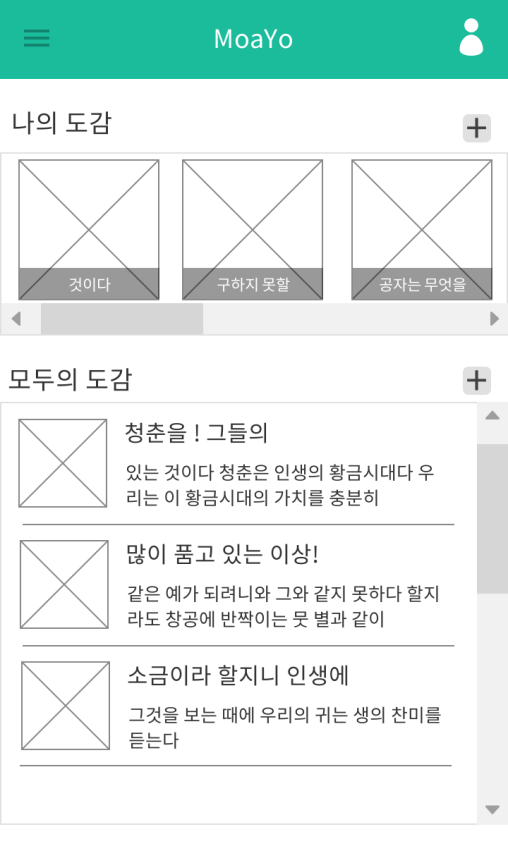 MoaYo
나의 도감
것이다
구하지 못할
공자는 무엇을
모두의 도감
청춘을 ! 그들의
있는 것이다 청춘은 인생의 황금시대다 우
리는 이 황금시대의 가치를 충분히
많이 품고 있는 이상!
같은 예가 되려니와 그와 같지 못하다 할지
라도 창공에 반짝이는 뭇 별과 같이
소금이라 할지니 인생에
그것을 보는 때에 우리의 귀는 생의 찬미를
듣는다